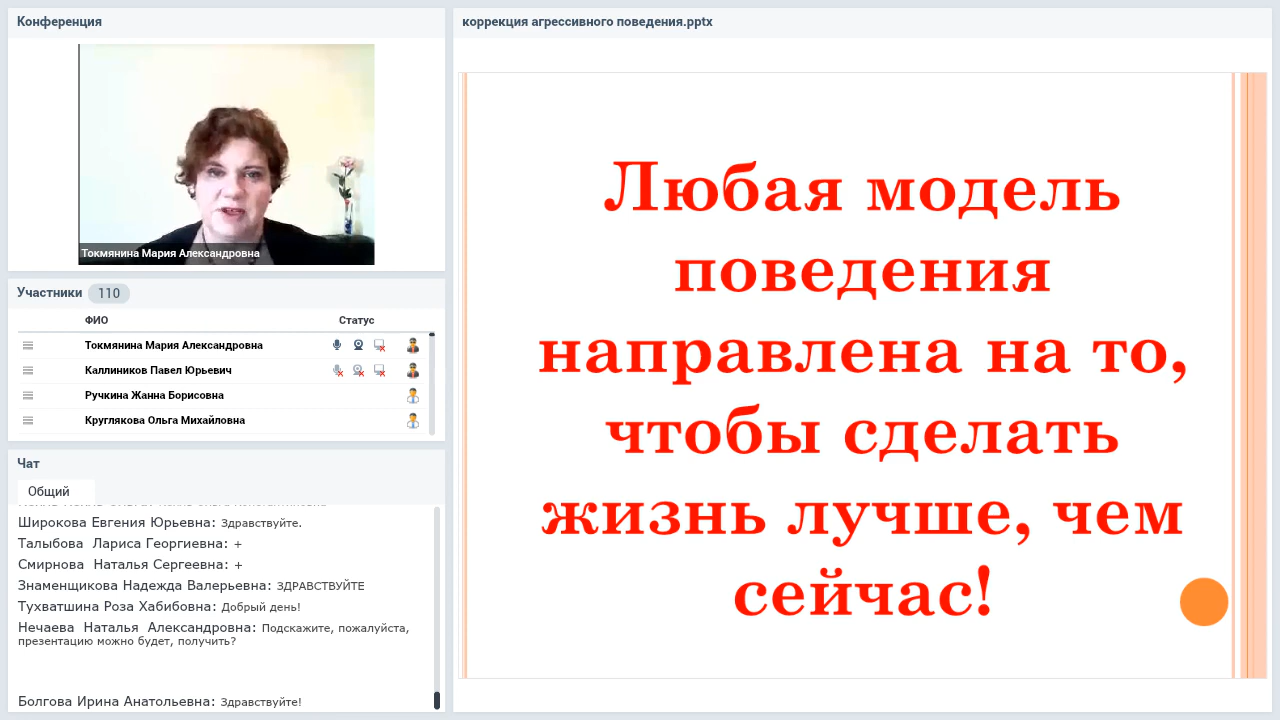 Конференция
Токмянина Мария Александровна
Участники 110
ФИО Статус
Токмянина Мария Александровна
Каллиников Павел Юрьевич
Ручкина Жанна Борисовна
Круглякова Ольга Михайловна
Чат
Общий
Широкова Евгения Юрьевна: Здравствуйте.
Талыбова Лариса Георгиевна: +
Смирнова Наталья Сергеевна: +
Знаменщикова Надежда Валерьевна: ЗДРАВСТВУЙТЕ
Тухватшина Роза Хабибовна: Добрый день!
Нечаева Наталья Александровна: Подскажите, пожалуйста,
презентацию можно будет, получить?
Болгова Ирина Анатольевна: Здравствуйте!
коррекция агрессивного поведения.pptx
Любая модель
поведения
направлена на то,
чтобы сделать
жизнь лучше, чем
сейчас!